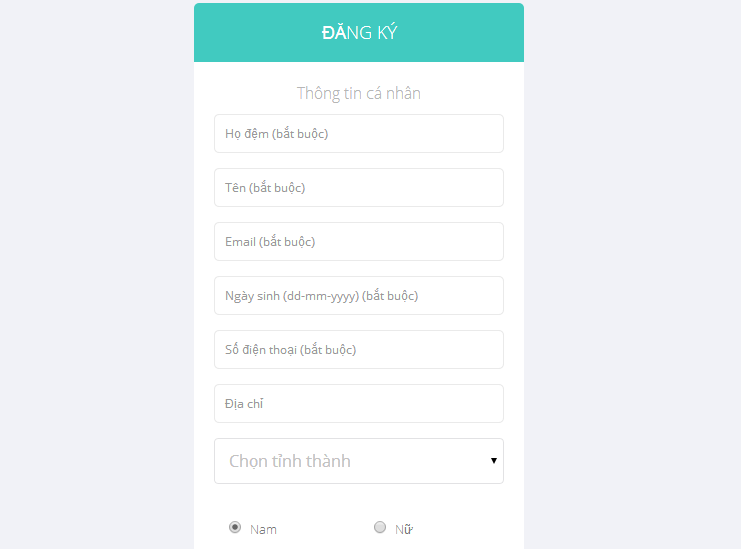 ĐĂNG KÝ
Thông tin cá nhân
Họ đệm (bắt buộc)
Tên (bắt buộc)
Email (bắt buộc)
Ngày sinh (dd-mm-yyyy) (bắt buộc)
Số điện thoại (bắt buộc)
Địa chỉ
Chọn tỉnh thành
Nam Nữ